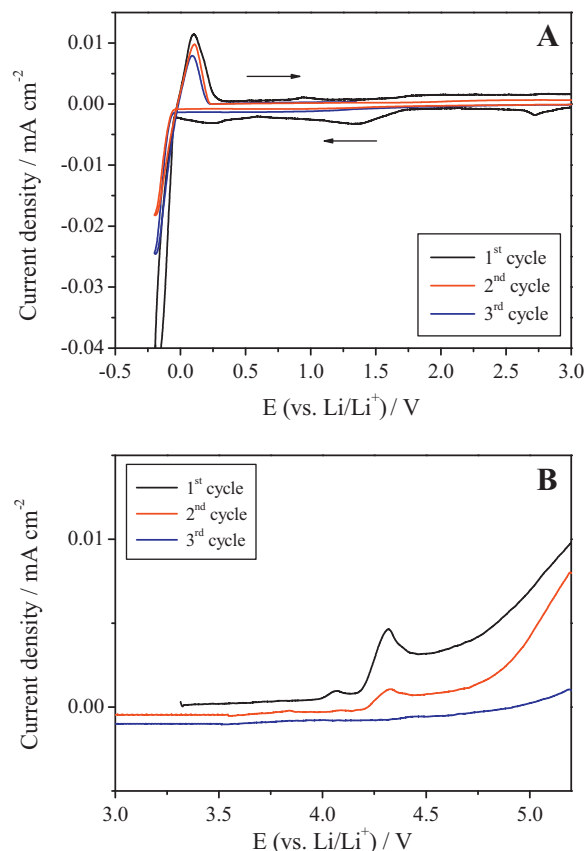 A
0.01
0.00
-0.01
-0.02
-0.03
-0.04
Current density / mA cm⁻²
1ˢᵗ cycle
2ⁿᵈ cycle
3ʳᵈ cycle
-0.5 0.0 0.5 1.0 1.5 2.0 2.5 3.0
E (vs. Li/Li⁺) / V
B
1ˢᵗ cycle
2ⁿᵈ cycle
3ʳᵈ cycle
0.01
0.00
Current density / mA cm⁻²
3.0 3.5 4.0 4.5 5.0
E (vs. Li/Li⁺) / V